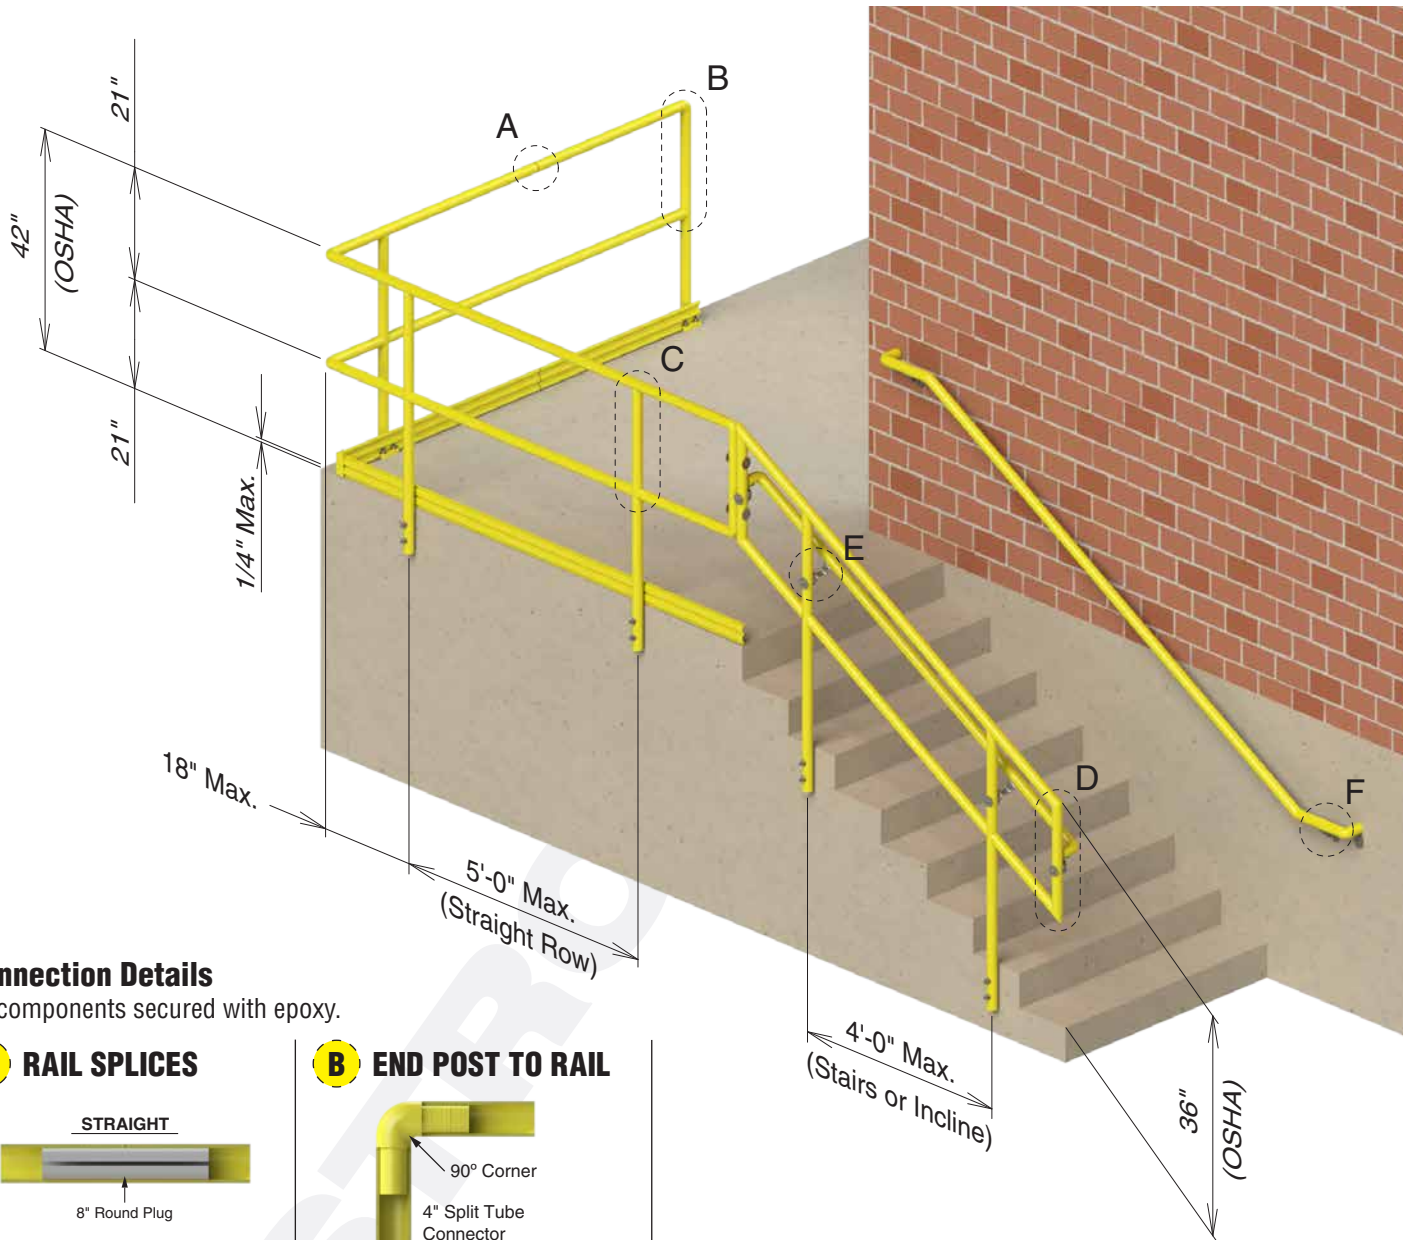 21"
42"
(OSHA)
21"
1/4" Max.
A
B
C
E
D
F
18" Max.
5'-0" Max.
(Straight Row)
4'-0" Max.
(Stairs or Incline)
36"
(OSHA)
nnection Details
components secured with epoxy.
RAIL SPLICES
STRAIGHT
8" Round Plug
B END POST TO RAIL
90º Corner
4" Split Tube
Connector
STRO